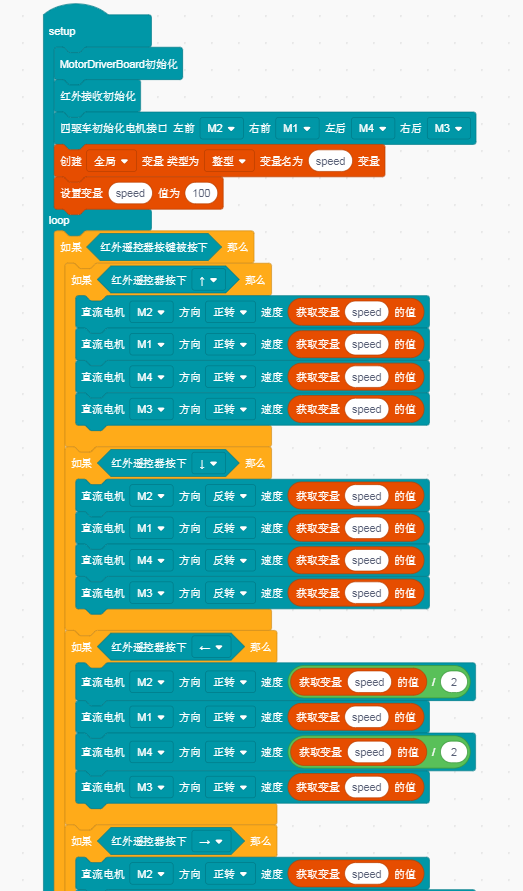 setup
MotorDriverBoard初始化
红外接收初始化
四驱车初始化电机接口 左前 M2 右前 M1 左后 M4 右后 M3
创建 全局 变量 类型为 整型 变量名为 speed 变量
设置变量 speed 值为 100
loop
如果 红外遥控器按键被按下 那么
如果 红外遥控器按下 ↑ 那么
直流电机 M2 方向 正转 速度 获取变量 speed 的值
直流电机 M1 方向 正转 速度 获取变量 speed 的值
直流电机 M4 方向 正转 速度 获取变量 speed 的值
直流电机 M3 方向 正转 速度 获取变量 speed 的值
如果 红外遥控器按下 ↓ 那么
直流电机 M2 方向 反转 速度 获取变量 speed 的值
直流电机 M1 方向 反转 速度 获取变量 speed 的值
直流电机 M4 方向 反转 速度 获取变量 speed 的值
直流电机 M3 方向 反转 速度 获取变量 speed 的值
如果 红外遥控器按下 ← 那么
直流电机 M2 方向 正转 速度 获取变量 speed 的值 / 2
直流电机 M1 方向 正转 速度 获取变量 speed 的值
直流电机 M4 方向 正转 速度 获取变量 speed 的值 / 2
直流电机 M3 方向 正转 速度 获取变量 speed 的值
如果 红外遥控器按下 → 那么
直流电机 M2 方向 正转 速度 获取变量 speed 的值